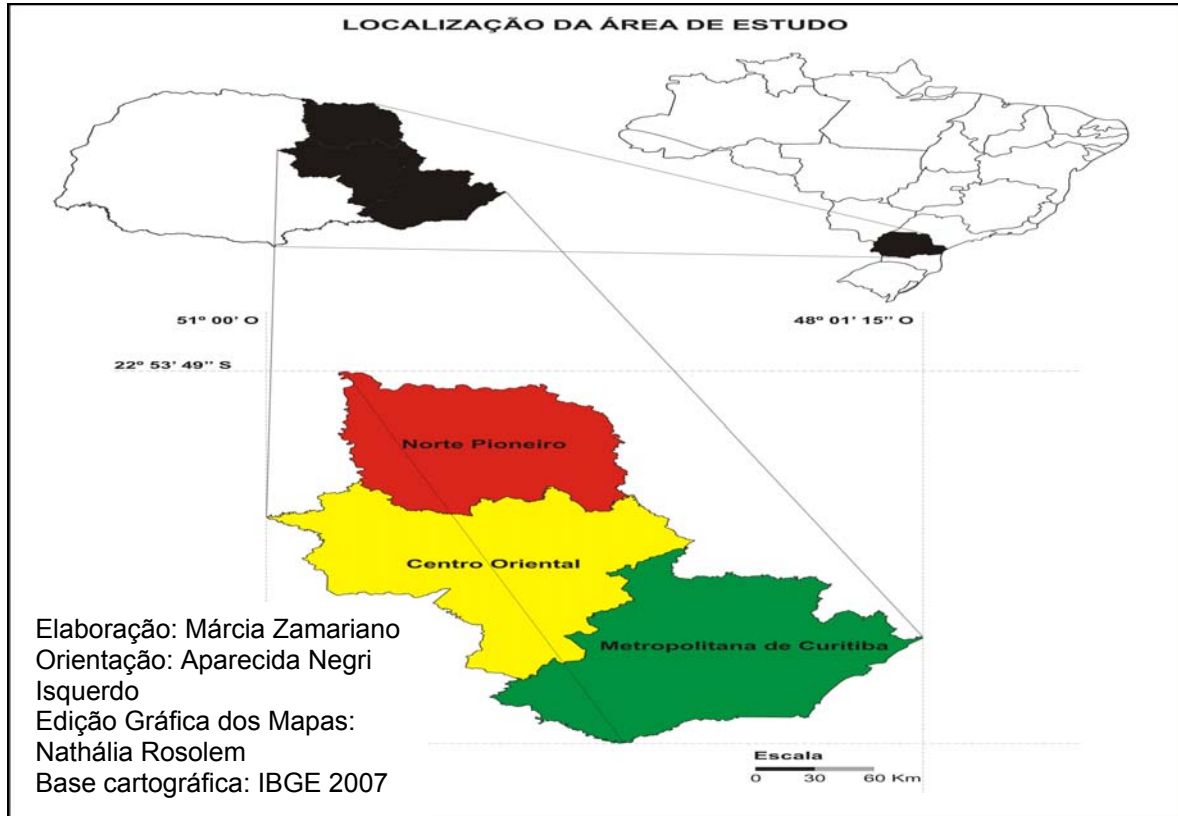 LOCALIZAÇÃO DA ÁREA DE ESTUDO
51º 00’ O
48º 01’ 15’’ O
22º 53’ 49’’ S
Norte Pioneiro
Centro Oriental
Metropolitana de Curitiba
Elaboração: Márcia Zamariano
Orientação: Aparecida Negri
Isquerdo
Edição Gráfica dos Mapas:
Nathália Rosolem
Base cartográfica: IBGE 2007
Escala
0 30 60 Km